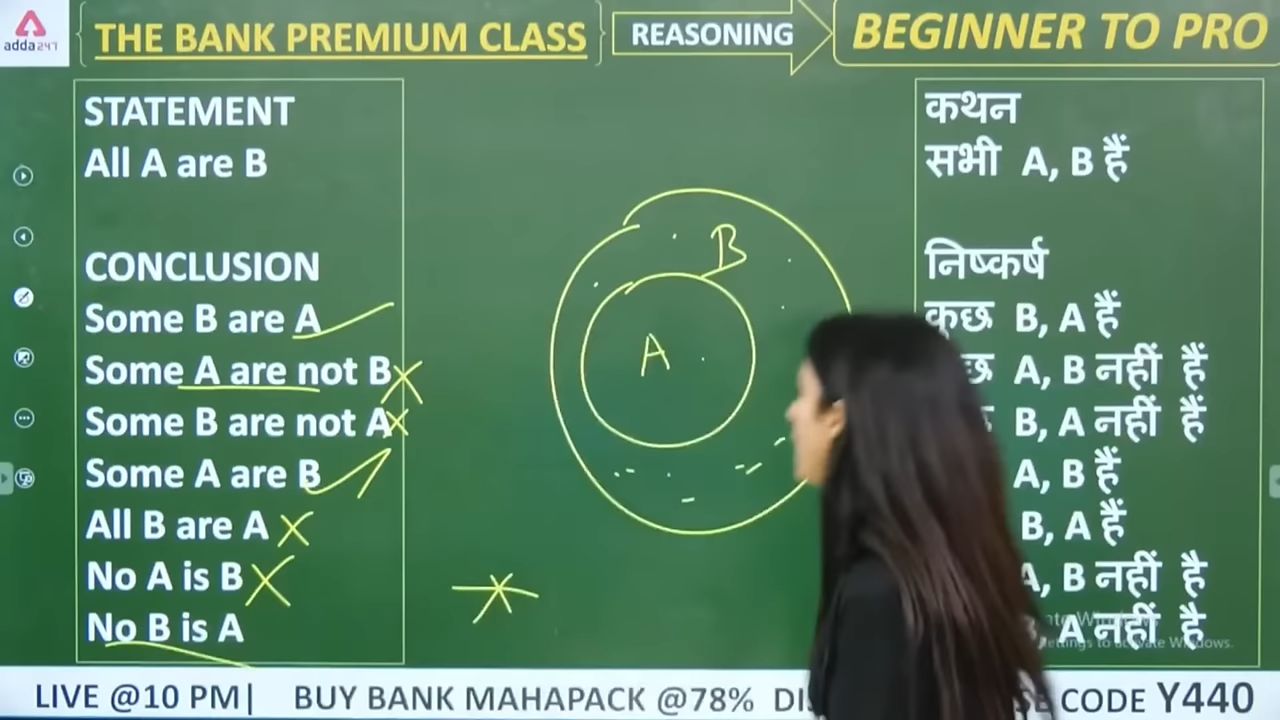 adda247
THE BANK PREMIUM CLASS
REASONING
BEGINNER TO PRO
STATEMENT
All A are B
CONCLUSION
Some B are A
Some A are not B
Some B are not A
Some A are B
All B are A
No A is B
No B is A
B
A
कथन
सभी A, B हैं
निष्कर्ष
कुछ B, A हैं
A, B नहीं हैं
B, A नहीं हैं
A, B हैं
B, A हैं
A, B नहीं है
A नहीं है
LIVE @10 PM| BUY BANK MAHAPACK @78% CODE Y440